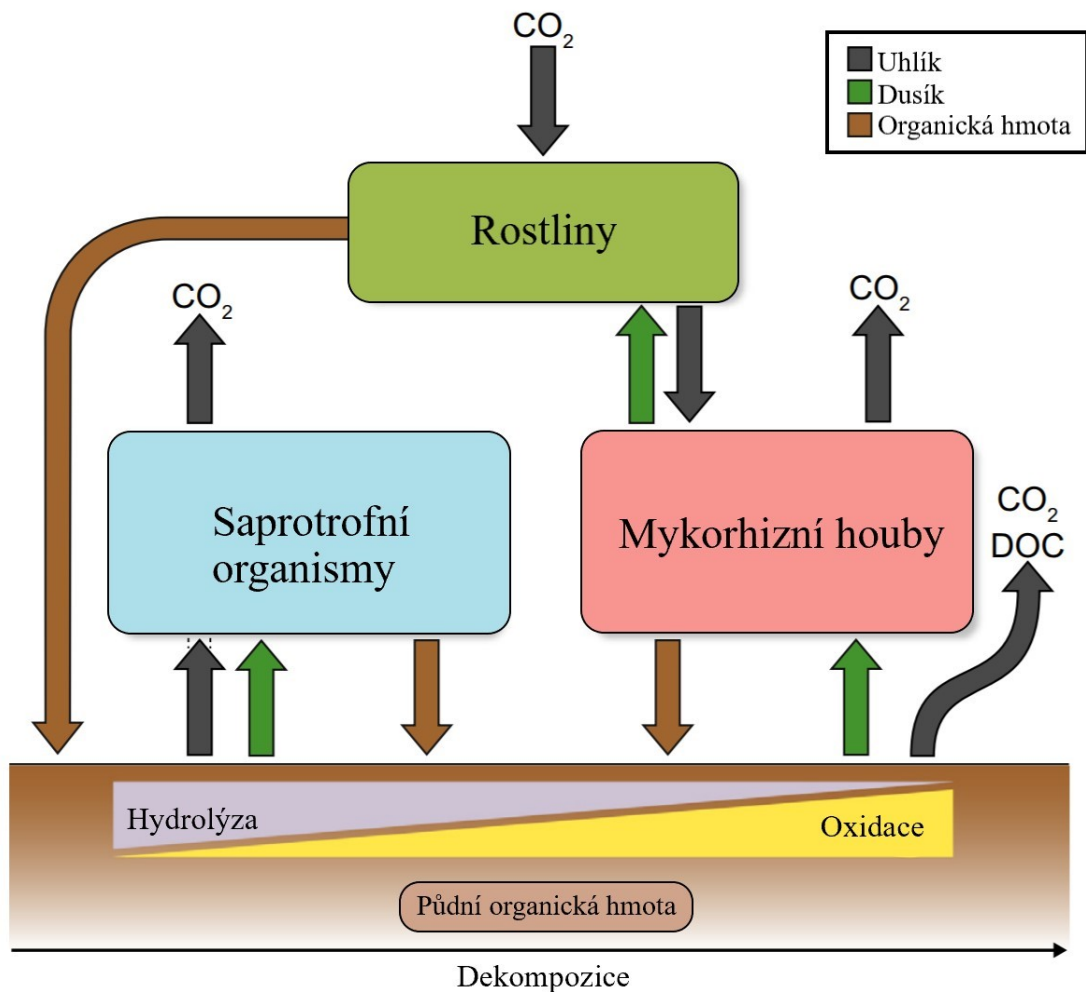 CO2
Uhlík
Dusík
Organická hmota
Rostliny
CO2
CO2
Saprotrofní
organismy
Mykorhizní houby
CO2
DOC
Hydrolýza
Oxidace
Půdní organická hmota
Dekompozice